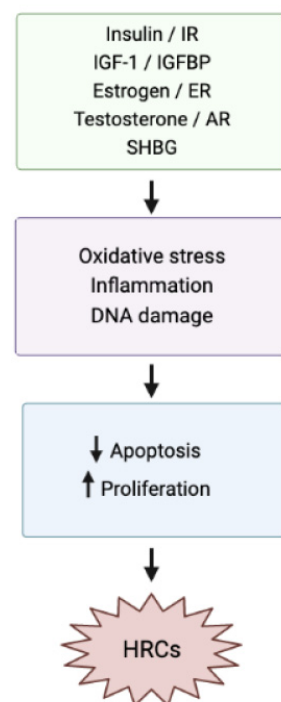 Insulin / IR
IGF-1 / IGFBP
Estrogen / ER
Testosterone / AR
SHBG
Oxidative stress
Inflammation
DNA damage
Apoptosis
Proliferation
HRCs